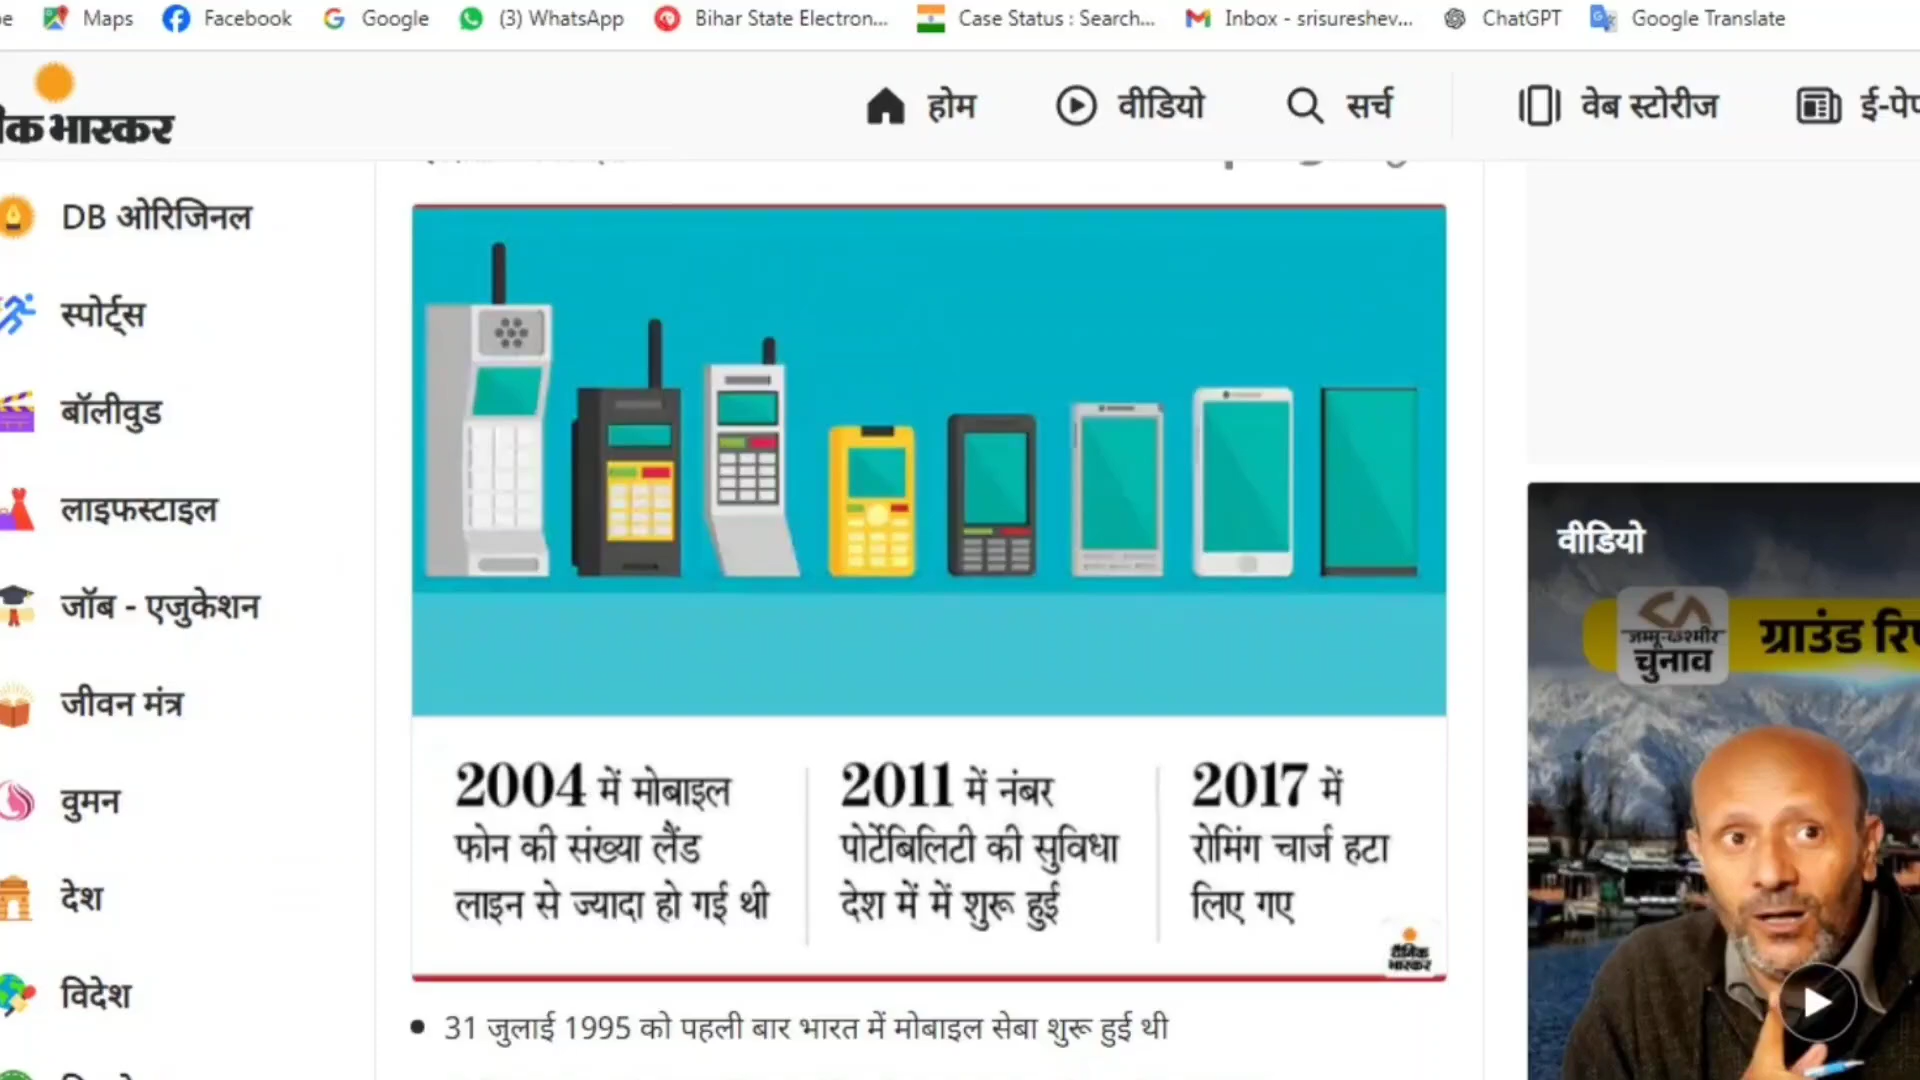 Maps Facebook Google (3) WhatsApp Bihar State Electron... Case Status : Search... Inbox - srisureshev... ChatGPT Google Translate
भास्कर
होम वीडियो सर्च वेब स्टोरीज
DB ओरिजिनल
स्पोर्ट्स
बॉलीवुड
लाइफस्टाइल
जॉब - एजुकेशन
जीवन मंत्र
वुमन
देश
विदेश
2004 में मोबाइल
फोन की संख्या लैंड
लाइन से ज्यादा हो गई थी
2011 में नंबर
पोर्टेबिलिटी की सुविधा
देश में में शुरू हुई
2017 में
रोमिंग चार्ज हटा
लिए गए
दैनिक
भास्कर
31 जुलाई 1995 को पहली बार भारत में मोबाइल सेबा शुरू हुई थी
वीडियो
जम्मू-कश्मीर
चुनाव
ग्राउंड